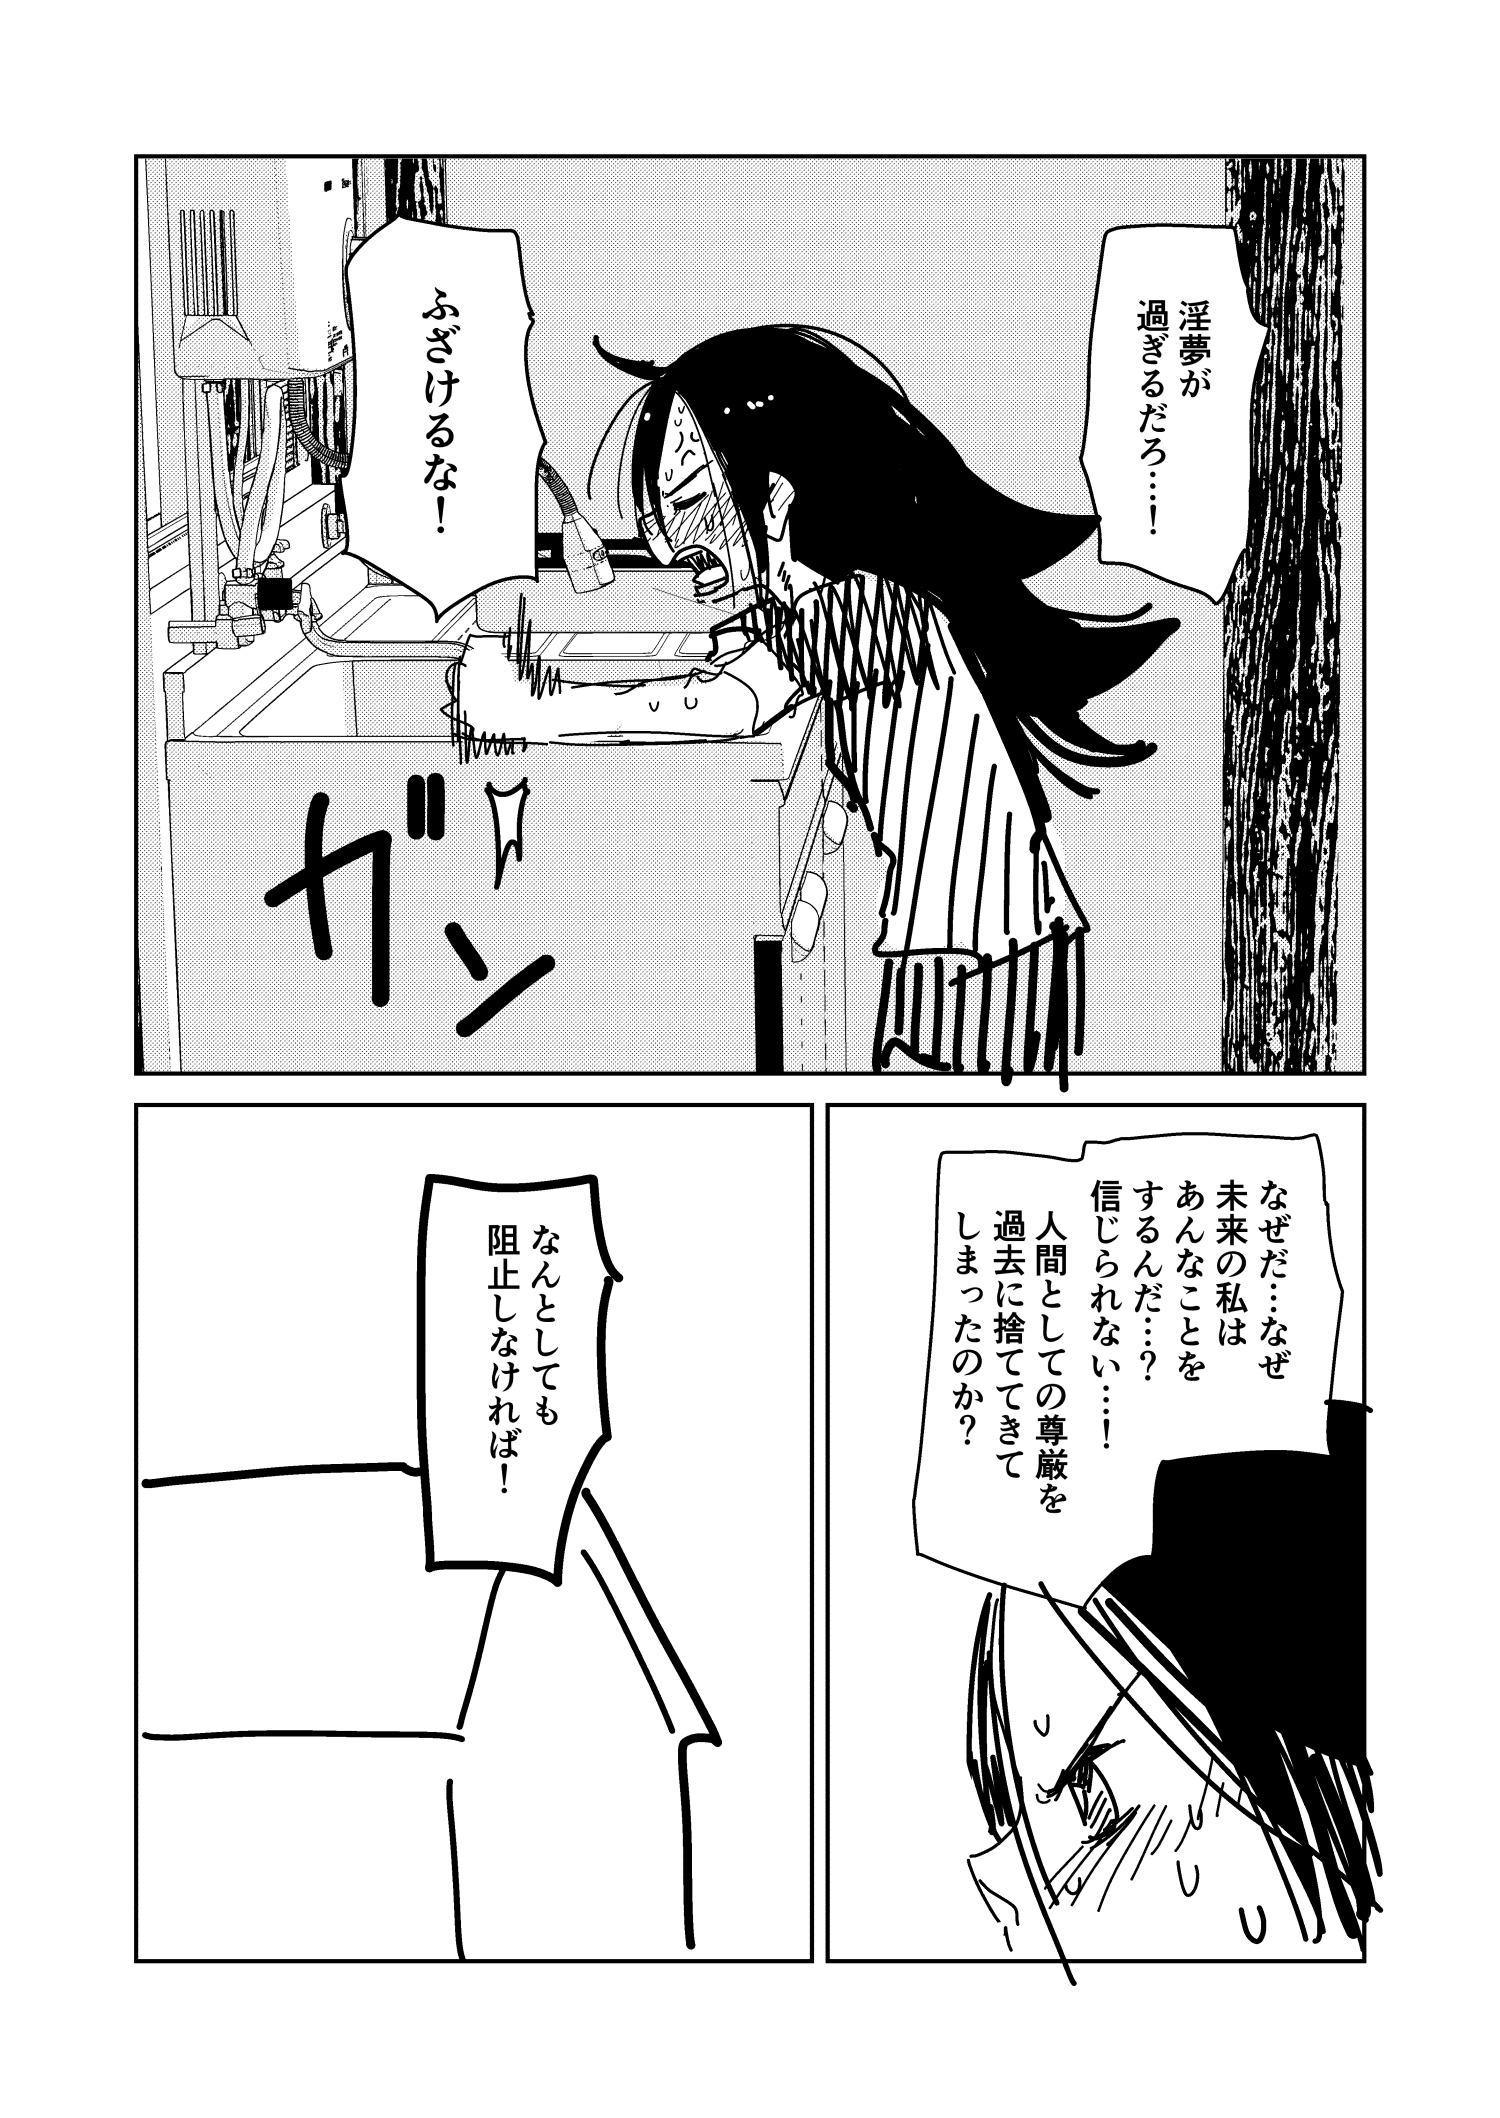 淫夢が
過ぎるだろ……！
ふざけるな！
ガン
なぜだ…なぜ
未来の私は
あんなことを
するんだ…？
信じられない……！
人間としての尊厳を
過去に捨ててきて
しまったのか？
なんとしても
阻止しなければ！